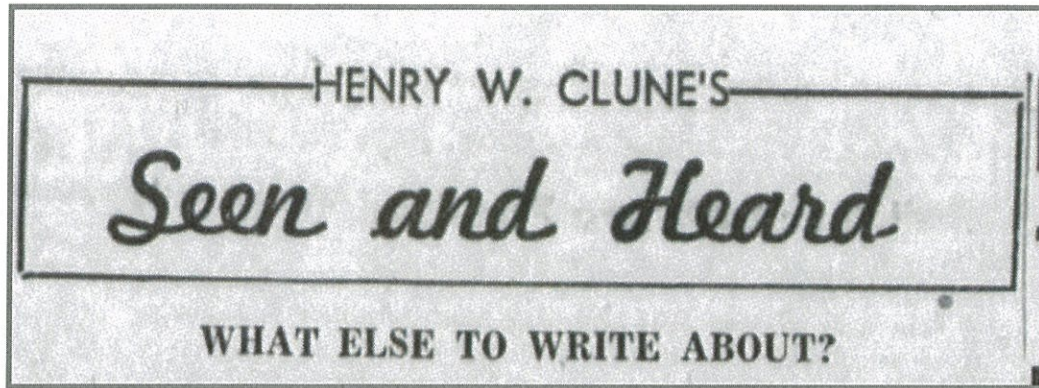 HENRY W. CLUNE'S
Seen and Heard
WHAT ELSE TO WRITE ABOUT?